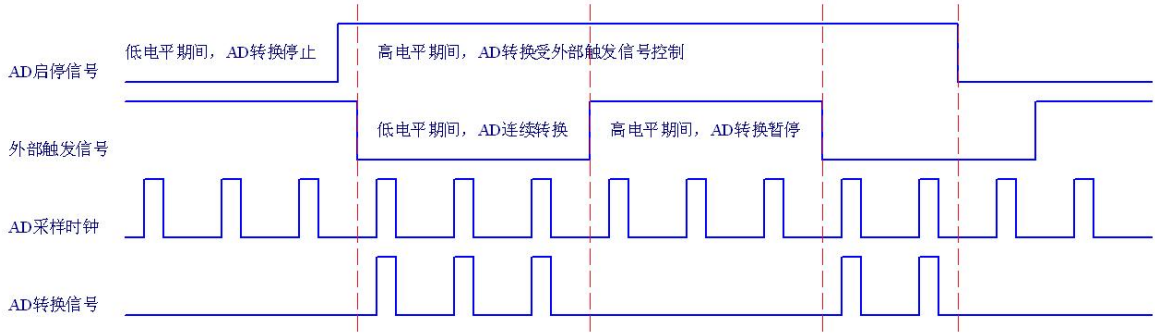 低电平期间，AD转换停止
高电平期间，AD转换受外部触发信号控制
AD启停信号
低电平期间，AD连续转换
高电平期间，AD转换暂停
外部触发信号
AD采样时钟
AD转换信号